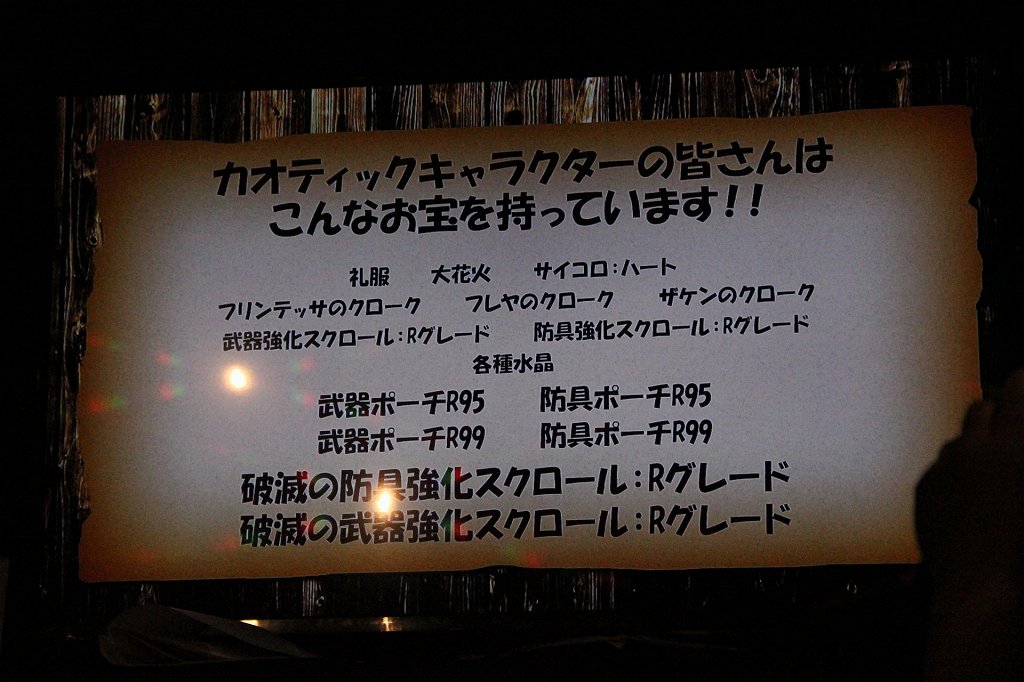 カオティックキャラクターの皆さんは
こんなお宝を持っています!!
礼服　大花火　サイコロ:ハート
フリンテッサのクローク　フレヤのクローク　ザケンのクローク
武器強化スクロール:Rグレード　防具強化スクロール:Rグレード
各種水晶
武器ポーチR95　防具ポーチR95
武器ポーチR99　防具ポーチR99
破滅の防具強化スクロール:Rグレード
破滅の武器強化スクロール:Rグレード